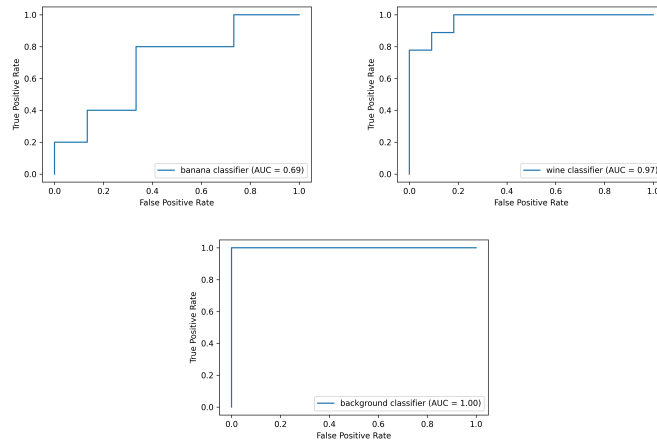 1.0
0.8
0.6
0.4
0.2
0.0
True Positive Rate
banana classifier (AUC = 0.69)
0.0 0.2 0.4 0.6 0.8 1.0
False Positive Rate
1.0
0.8
0.6
0.4
0.2
0.0
True Positive Rate
wine classifier (AUC = 0.97)
0.0 0.2 0.4 0.6 0.8 1.0
False Positive Rate
1.0
0.8
0.6
0.4
0.2
0.0
True Positive Rate
background classifier (AUC = 1.00)
0.0 0.2 0.4 0.6 0.8 1.0
False Positive Rate